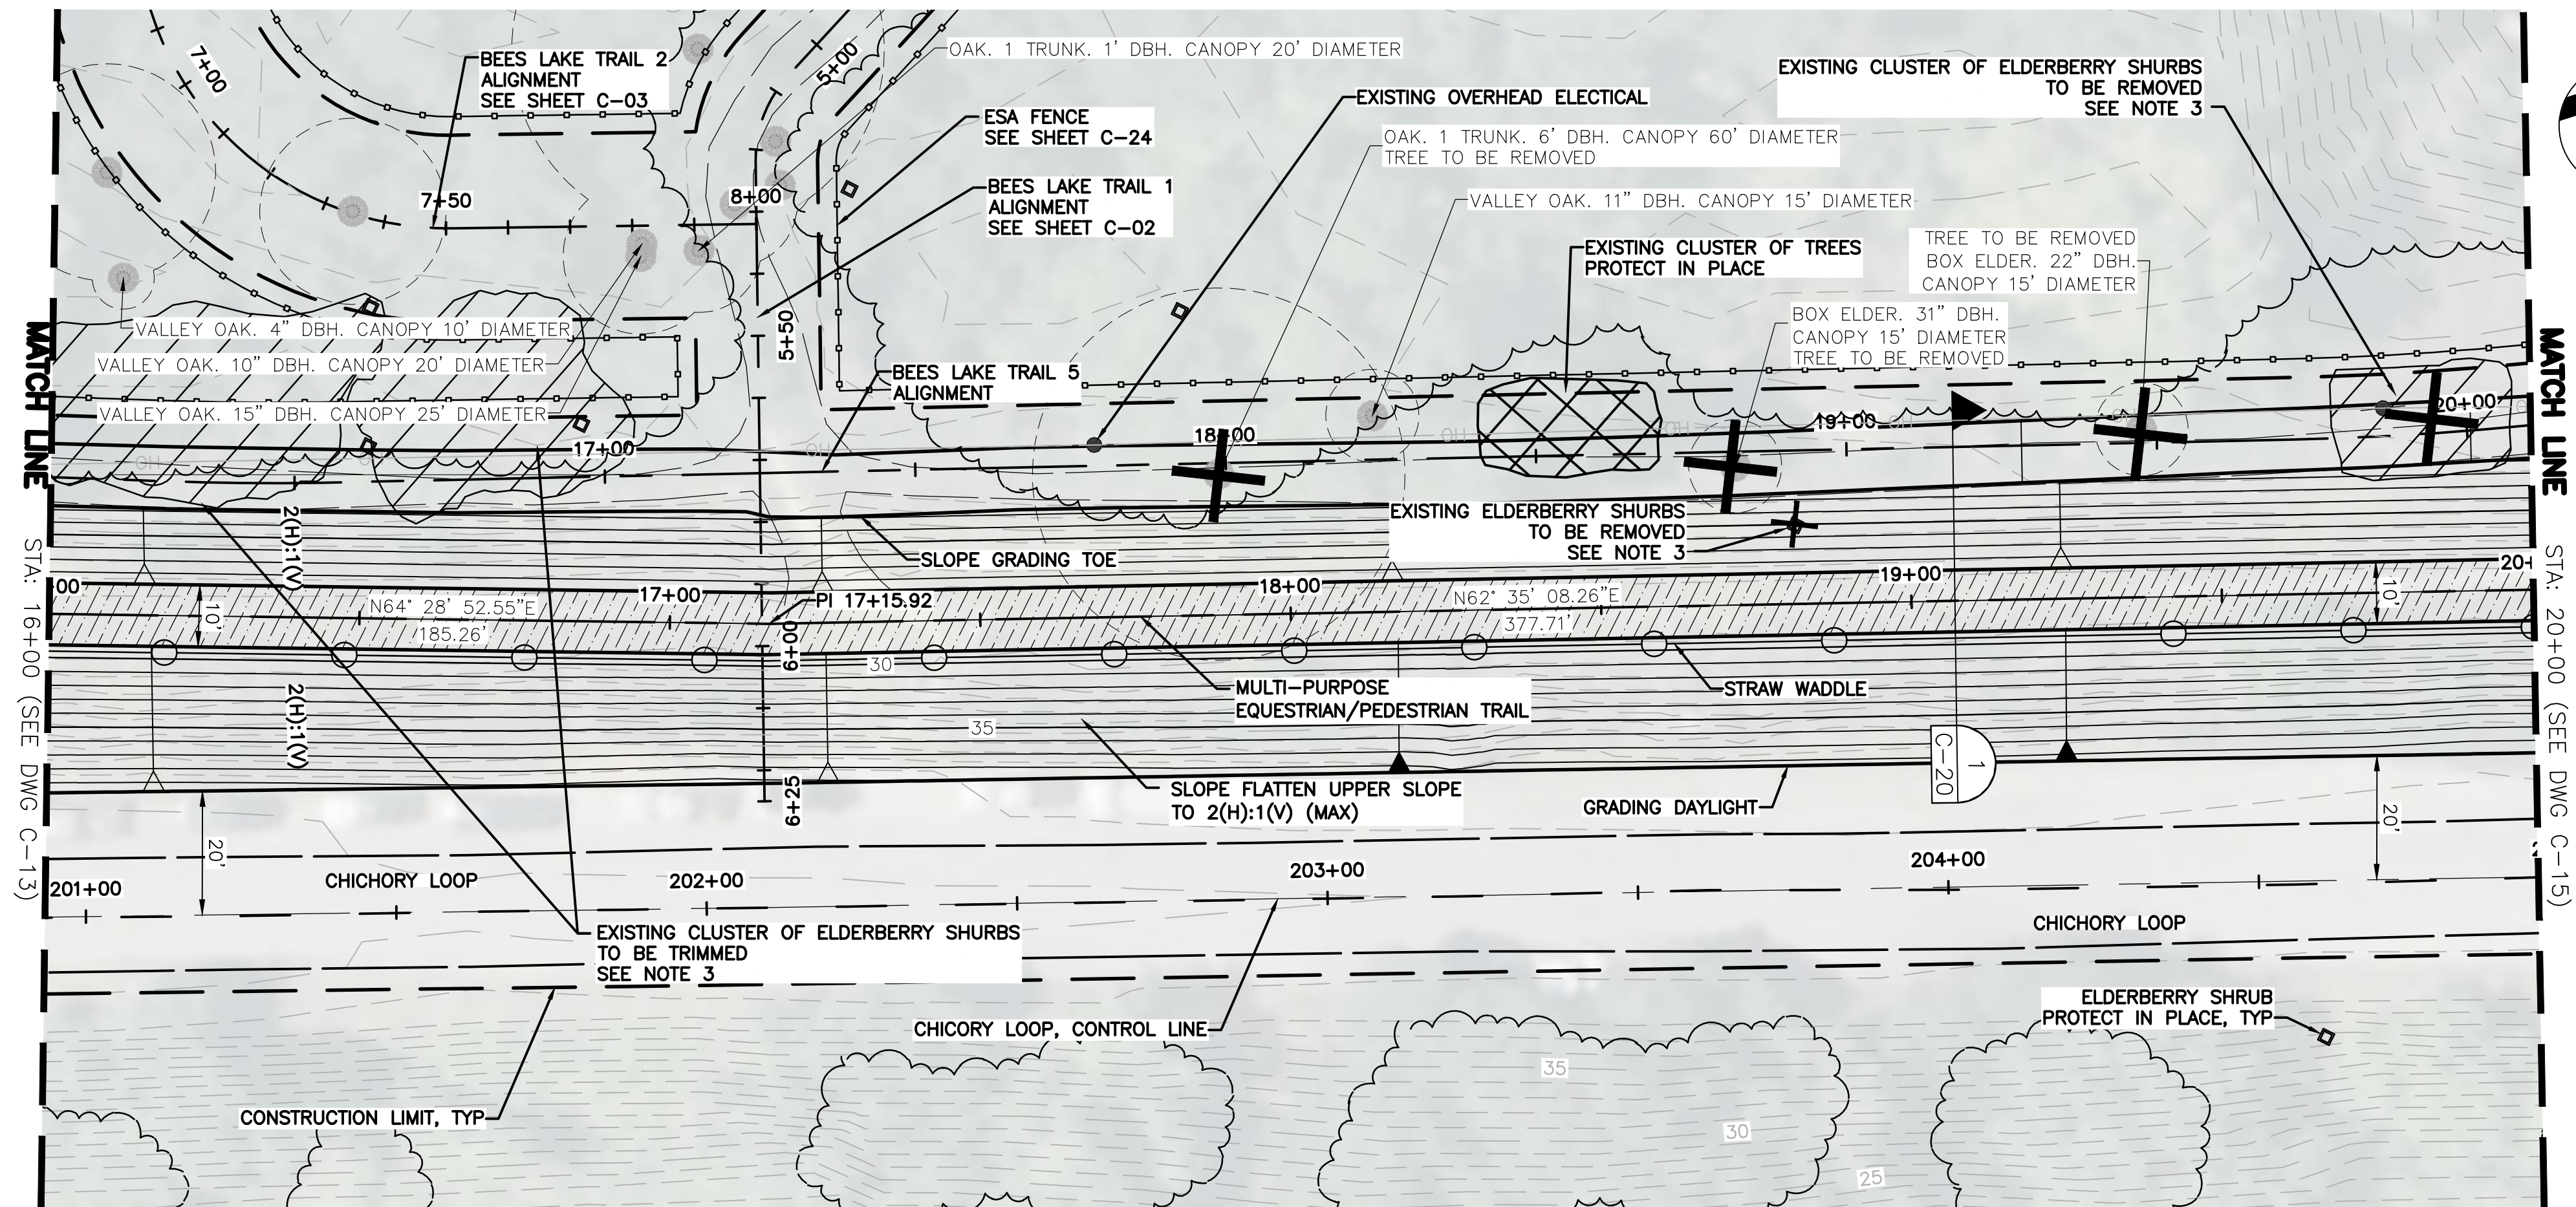 7+00
BEES LAKE TRAIL 2
ALIGNMENT
SEE SHEET C-03
5+00
OAK. 1 TRUNK. 1' DBH. CANOPY 20' DIAMETER
ESA FENCE
SEE SHEET C-24
EXISTING OVERHEAD ELECTICAL
OAK. 1 TRUNK. 6' DBH. CANOPY 60' DIAMETER
TREE TO BE REMOVED
EXISTING CLUSTER OF ELDERBERRY SHURBS
TO BE REMOVED
SEE NOTE 3
7+50
8+00
BEES LAKE TRAIL 1
ALIGNMENT
SEE SHEET C-02
VALLEY OAK. 11" DBH. CANOPY 15' DIAMETER
EXISTING CLUSTER OF TREES
PROTECT IN PLACE
TREE TO BE REMOVED
BOX ELDER. 22" DBH.
CANOPY 15' DIAMETER
BOX ELDER. 31" DBH.
CANOPY 15' DIAMETER
TREE TO BE REMOVED
VALLEY OAK. 4" DBH. CANOPY 10' DIAMETER
VALLEY OAK. 10" DBH. CANOPY 20' DIAMETER
VALLEY OAK. 15" DBH. CANOPY 25' DIAMETER
5+50
BEES LAKE TRAIL 5
ALIGNMENT
MATCH LINE
STA: 16+00 (SEE DWG C-13)
MATCH LINE
STA: 20+00 (SEE DWG C-15)
17+00
18+00
19+00
20+00
OH
OH
OH
OH
OH
OH
2(H):1(V)
SLOPE GRADING TOE
EXISTING ELDERBERRY SHURBS
TO BE REMOVED
SEE NOTE 3
00
10'
N64° 28' 52.55"E
185.26'
17+00
PI 17+15.92
18+00
N62° 35' 08.26"E
377.71'
19+00
20+
10'
6+00
30
2(H):1(V)
35
MULTI-PURPOSE
EQUESTRIAN/PEDESTRIAN TRAIL
STRAW WADDLE
6+25
SLOPE FLATTEN UPPER SLOPE
TO 2(H):1(V) (MAX)
GRADING DAYLIGHT
1
C-20
20'
20'
201+00
CHICHORY LOOP
202+00
203+00
204+00
CHICHORY LOOP
EXISTING CLUSTER OF ELDERBERRY SHURBS
TO BE TRIMMED
SEE NOTE 3
CHICORY LOOP, CONTROL LINE
ELDERBERRY SHRUB
PROTECT IN PLACE, TYP
CONSTRUCTION LIMIT, TYP
35
30
25